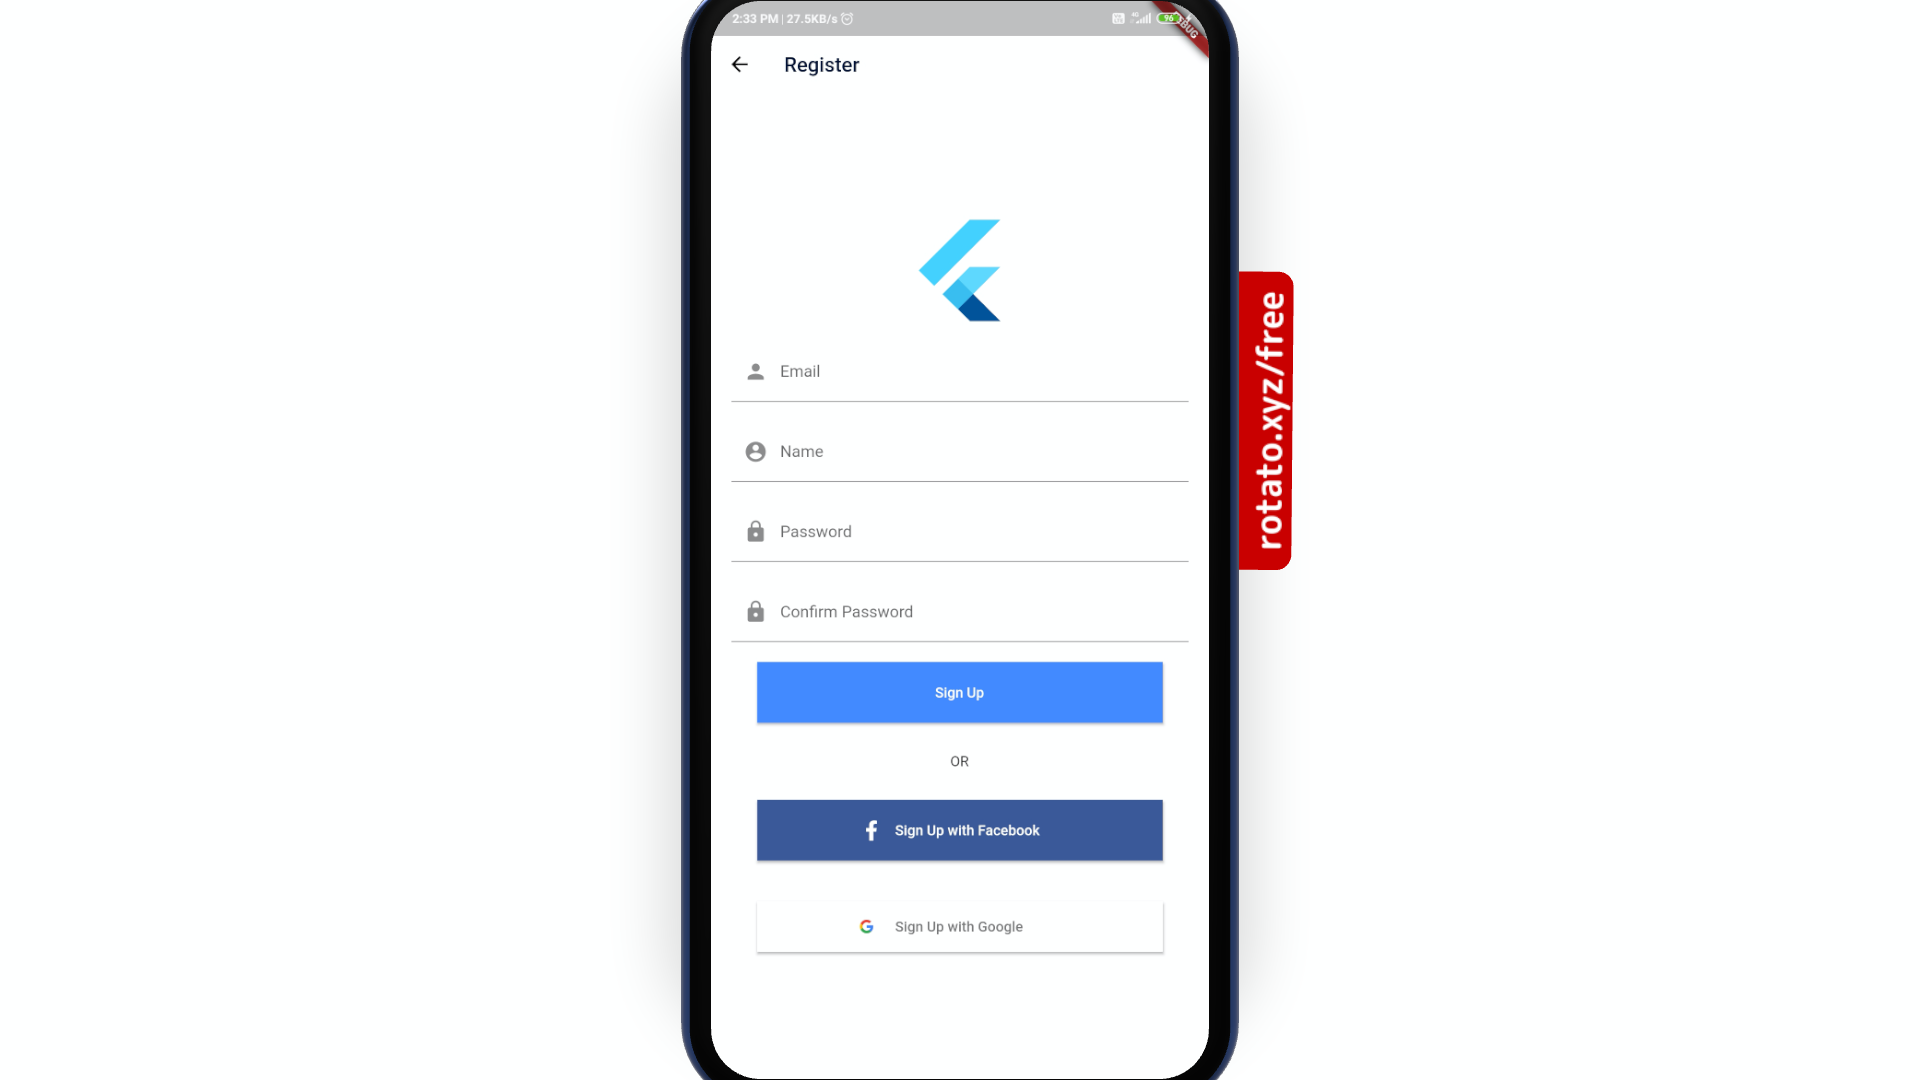 2:33 PM | 27.5KB/s
4G
96
Register
Email
Name
Password
Confirm Password
Sign Up
OR
Sign Up with Facebook
G Sign Up with Google
rotato.xyz/free